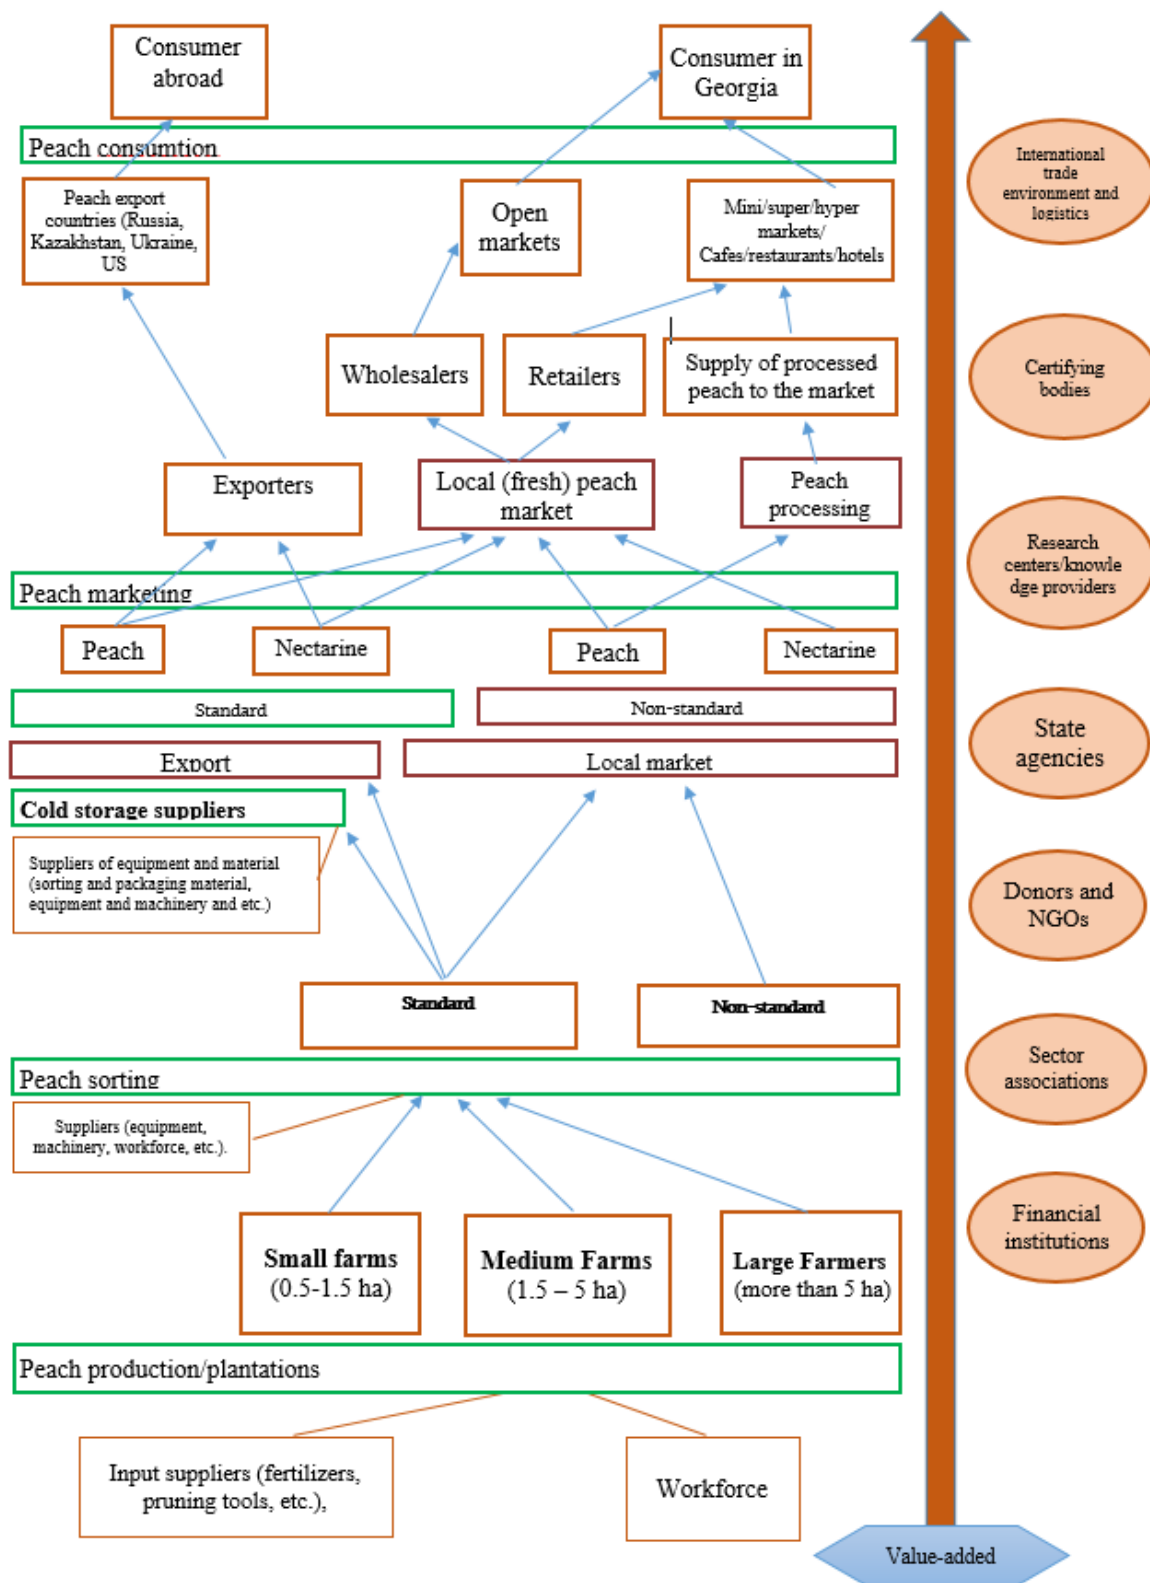 Consumer
abroad
Consumer in
Georgia
Peach consumtion
Peach export
countries (Russia,
Kazakhstan, Ukraine,
US
Open
markets
Mini/super/hyper
markets/
Cafes/restaurants/hotels
International
trade
environment and
logistics
Wholesalers
Retailers
Supply of processed
peach to the market
Certifying
bodies
Exporters
Local (fresh) peach
market
Peach
processing
Research
centers/knowle
dge providers
Peach marketing
Peach
Nectarine
Peach
Nectarine
Standard
Non-standard
State
agencies
Export
Local market
Cold storage suppliers
Suppliers of equipment and material
(sorting and packaging material,
equipment and machinery and etc.)
Donors and
NGOs
Standard
Non-standard
Sector
associations
Peach sorting
Suppliers (equipment,
machinery, workforce, etc.).
Small farms
(0.5-1.5 ha)
Medium Farms
(1.5 – 5 ha)
Large Farmers
(more than 5 ha)
Financial
institutions
Peach production/plantations
Input suppliers (fertilizers,
pruning tools, etc.),
Workforce
Value-added